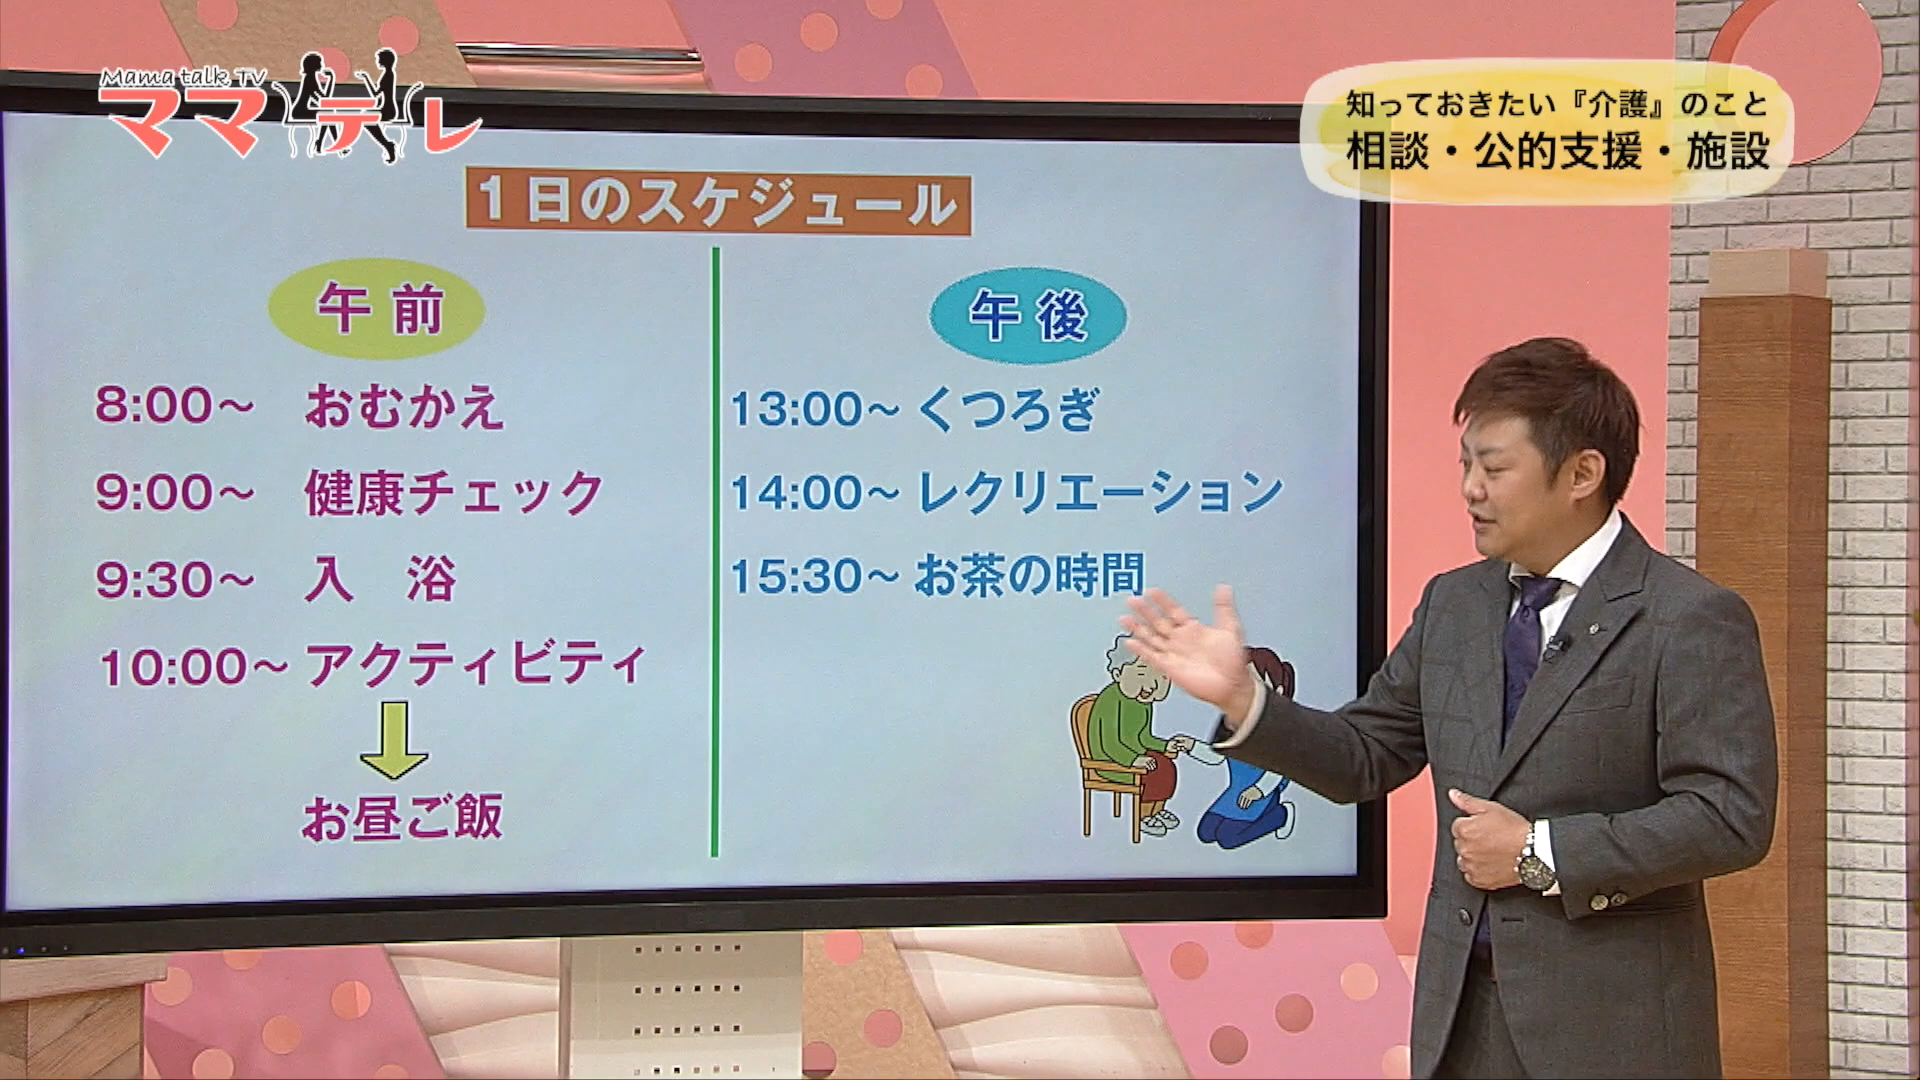 Mama talk TV
ママテレ
知っておきたい『介護』のこと
相談・公的支援・施設
1日のスケジュール
午前
8:00～ おむかえ
9:00～ 健康チェック
9:30～ 入　浴
10:00～ アクティビティ
お昼ご飯
午後
13:00～ くつろぎ
14:00～ レクリエーション
15:30～ お茶の時間